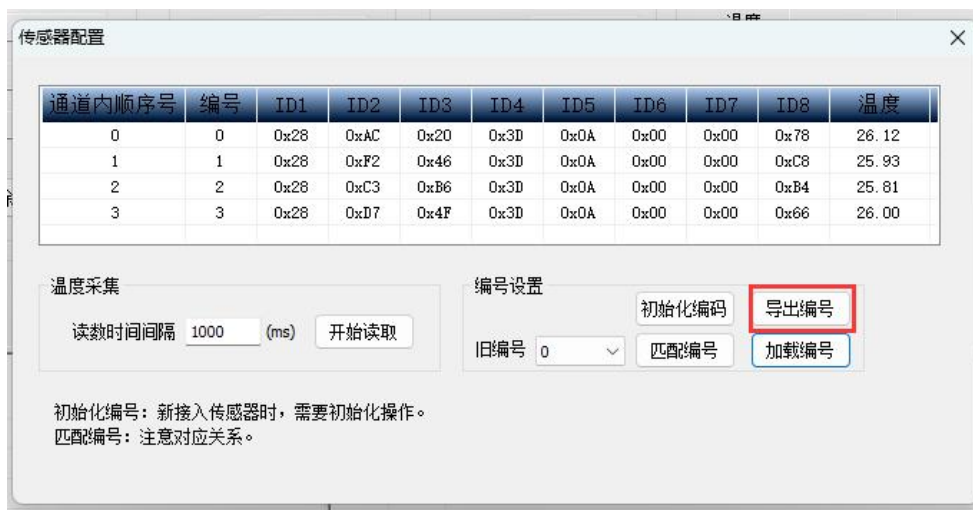 传感器配置
通道内顺序号 编号 ID1 ID2 ID3 ID4 ID5 ID6 ID7 ID8 温度
0 0 0x28 0xAC 0x20 0x3D 0x0A 0x00 0x00 0x78 26.12
1 1 0x28 0xF2 0x46 0x3D 0x0A 0x00 0x00 0xC8 25.93
2 2 0x28 0xC3 0xB6 0x3D 0x0A 0x00 0x00 0xB4 25.81
3 3 0x28 0xD7 0x4F 0x3D 0x0A 0x00 0x00 0x66 26.00
温度采集
读数时间间隔 1000 (ms) 开始读取
编号设置
初始化编码 导出编号
旧编号 0 匹配编号 加载编号
初始化编号：新接入传感器时，需要初始化操作。
匹配编号：注意对应关系。